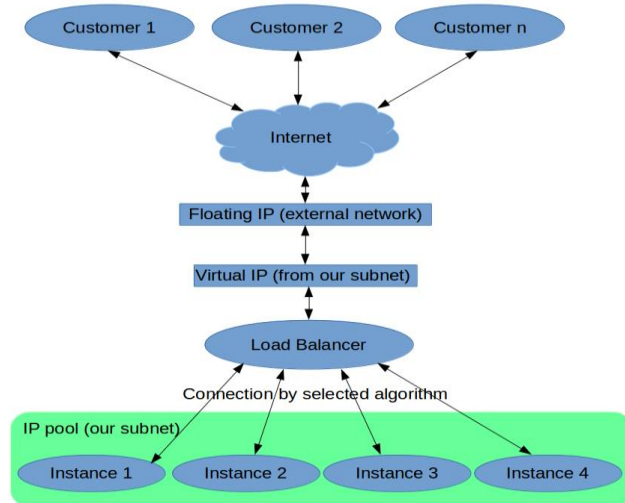 Customer 1
Customer 2
Customer n
Internet
Floating IP (external network)
Virtual IP (from our subnet)
Load Balancer
Connection by selected algorithm
IP pool (our subnet)
Instance 1
Instance 2
Instance 3
Instance 4